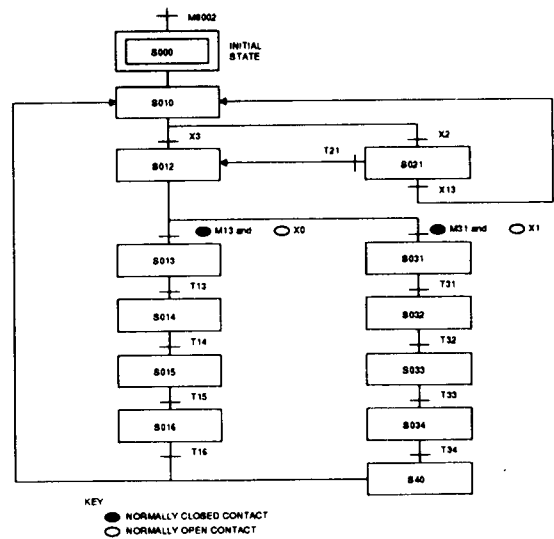 M8002
S000
INITIAL
STATE
S010
X3
X2
S012
T21
S021
X13
M13 and X0
M31 and X1
S013
S031
T13
T31
S014
S032
T14
T32
S015
S033
T15
T33
S016
S034
T16
T34
S40
KEY
NORMALLY CLOSED CONTACT
NORMALLY OPEN CONTACT